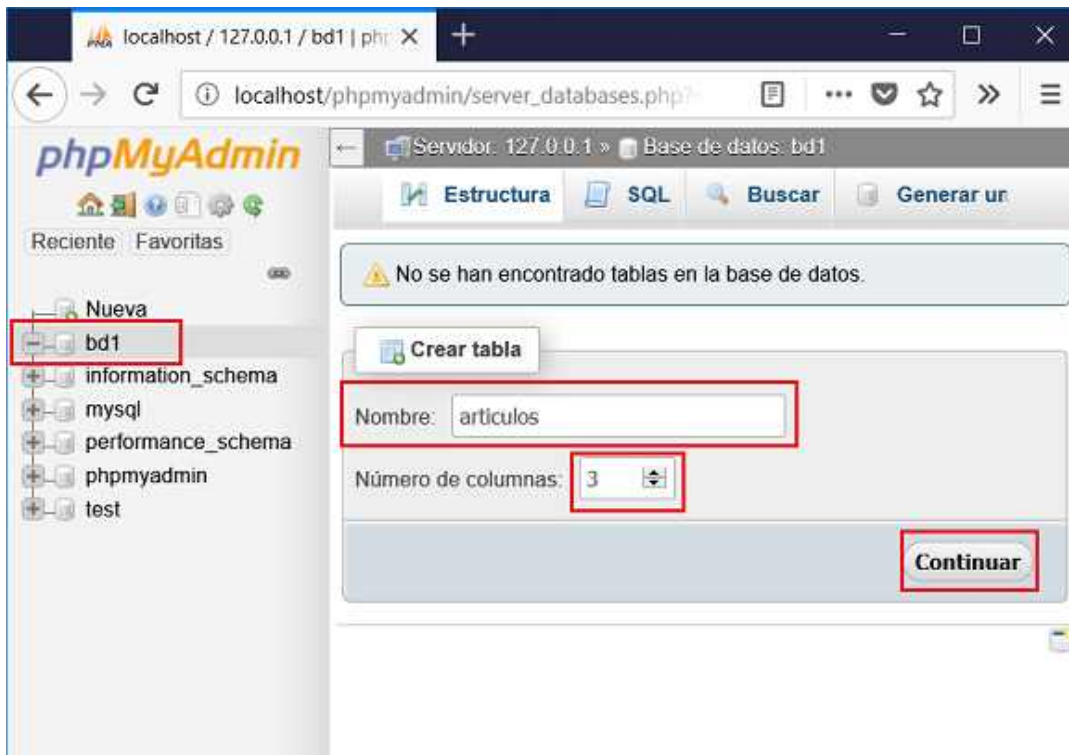 localhost / 127.0.0.1 / bd1 | ph
localhost/phpmyadmin/server_databases.php?
phpMyAdmin
Servidor: 127.0.0.1 » Base de datos: bd1
Estructura SQL Buscar Generar un
Reciente Favoritas
No se han encontrado tablas en la base de datos.
Nueva
bd1
information_schema
mysql
performance_schema
phpmyadmin
test
Crear tabla
Nombre: articulos
Número de columnas: 3
Continuar